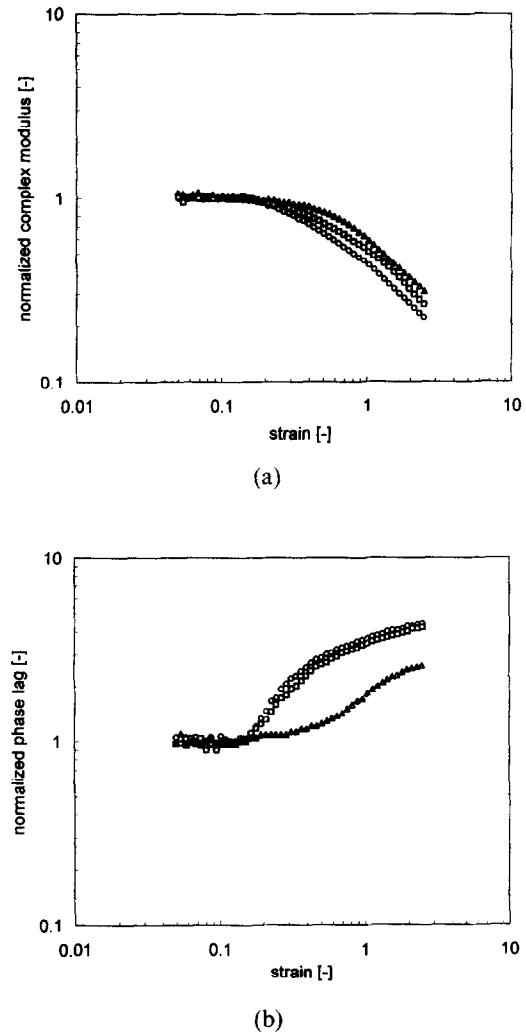 10
1
0.1
normalized complex modulus [-]
0.01
0.1
1
10
strain [-]
(a)
10
1
0.1
normalized phase lag [-]
0.01
0.1
1
10
strain [-]
(b)